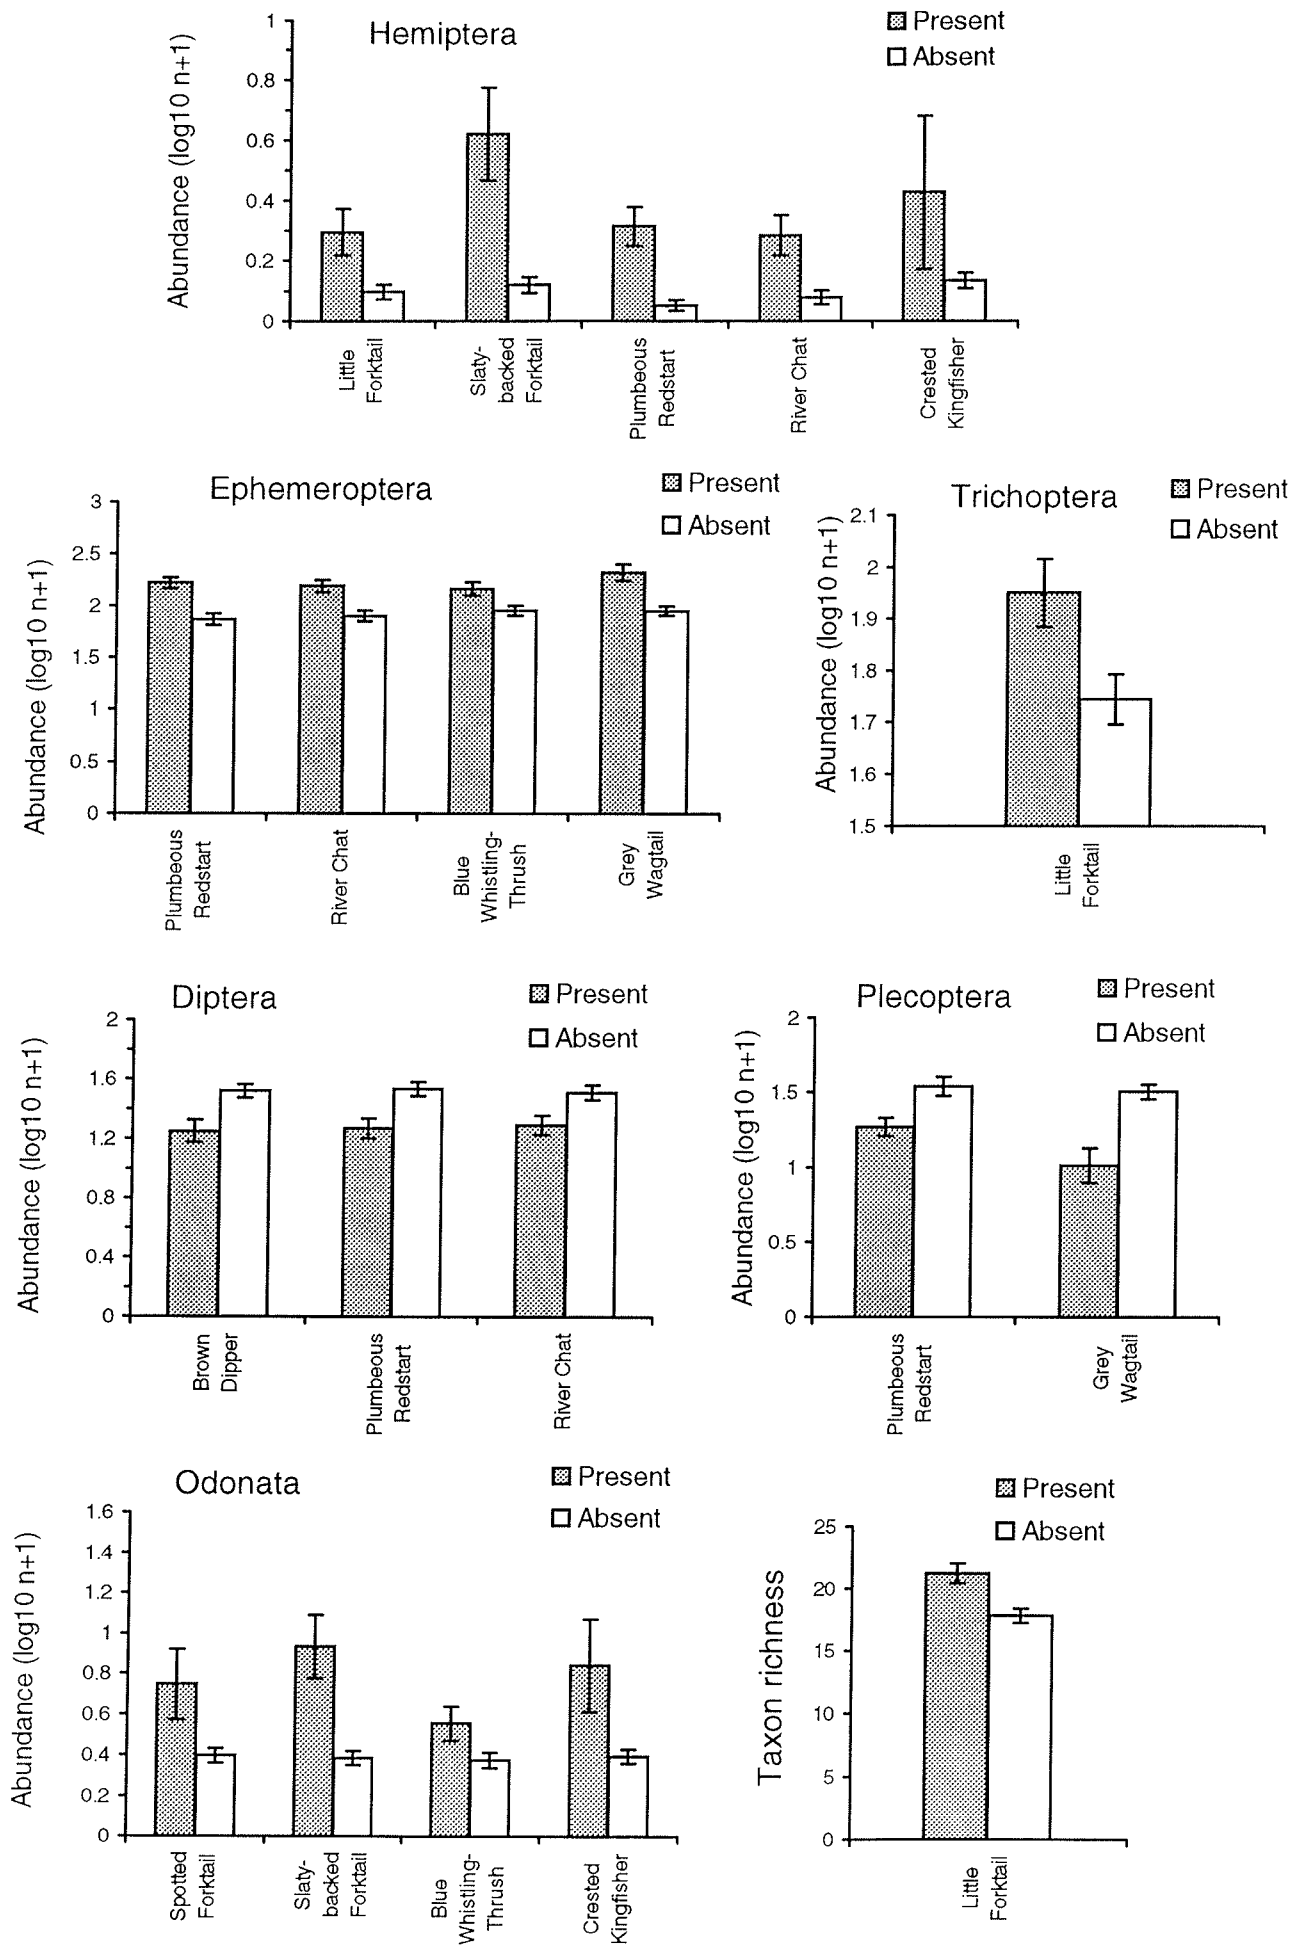 Hemiptera
Present
Absent
Abundance (log10 n+1)
1
0.8
0.6
0.4
0.2
0
Little
Forktail
Slaty-
backed
Forktail
Plumbeous
Redstart
River Chat
Crested
Kingfisher
Ephemeroptera
Present
Absent
Abundance (log10 n+1)
3
2.5
2
1.5
1
0.5
0
Plumbeous
Redstart
River Chat
Blue
Whistling-
Thrush
Grey
Wagtail
Trichoptera
Present
Absent
Abundance (log10 n+1)
2.1
2
1.9
1.8
1.7
1.6
1.5
Little
Forktail
Diptera
Present
Absent
Abundance (log10 n+1)
2
1.6
1.2
0.8
0.4
0
Brown
Dipper
Plumbeous
Redstart
River Chat
Plecoptera
Present
Absent
Abundance (log10 n+1)
2
1.5
1
0.5
0
Plumbeous
Redstart
Grey
Wagtail
Odonata
Present
Absent
Abundance (log10 n+1)
1.6
1.4
1.2
1
0.8
0.6
0.4
0.2
0
Spotted
Forktail
Slaty-
backed
Forktail
Blue
Whistling-
Thrush
Crested
Kingfisher
Present
Absent
Taxon richness
25
20
15
10
5
0
Little
Forktail